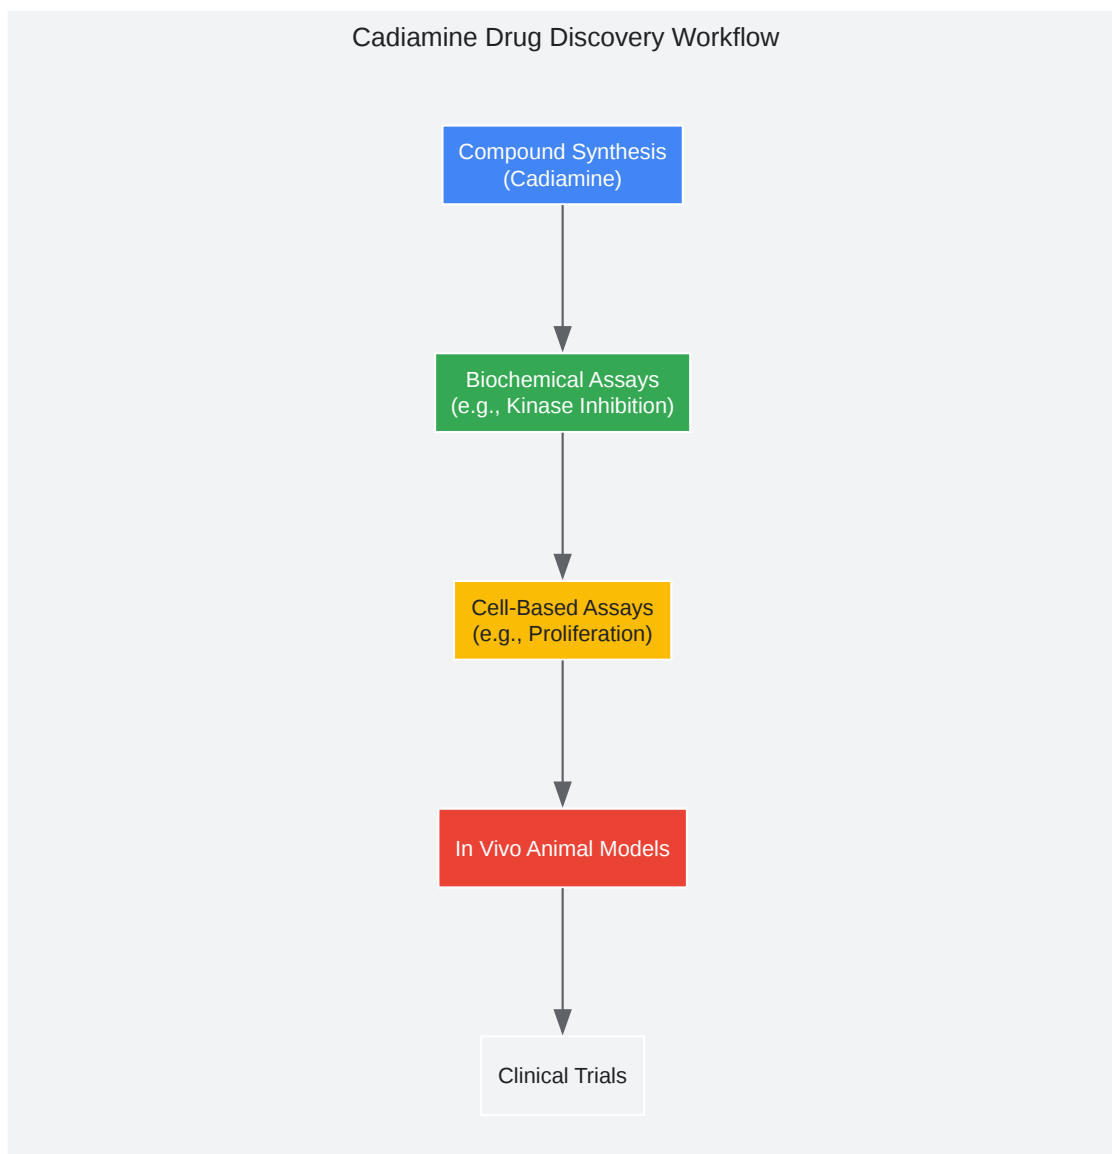 Cadiamine Drug Discovery Workflow
Compound Synthesis
(Cadiamine)
Biochemical Assays
(e.g., Kinase Inhibition)
Cell-Based Assays
(e.g., Proliferation)
In Vivo Animal Models
Clinical Trials